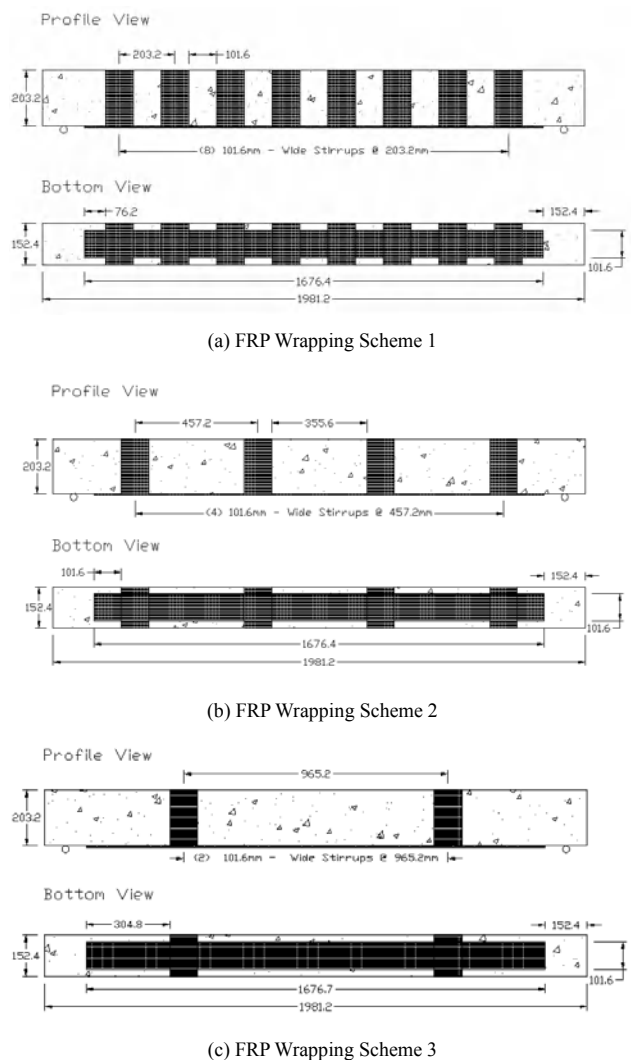 Profile View
203.2
101.6
203.2
(8) 101.6mm - Wide Stirrups @ 203.2mm
Bottom View
76.2
152.4
152.4
101.6
1676.4
1981.2
(a) FRP Wrapping Scheme 1
Profile View
457.2
355.6
203.2
(4) 101.6mm - Wide Stirrups @ 457.2mm
Bottom View
101.6
152.4
152.4
101.6
1676.4
1981.2
(b) FRP Wrapping Scheme 2
Profile View
965.2
203.2
(2) 101.6mm - Wide Stirrups @ 965.2mm
Bottom View
304.8
152.4
152.4
101.6
1676.7
1981.2
(c) FRP Wrapping Scheme 3